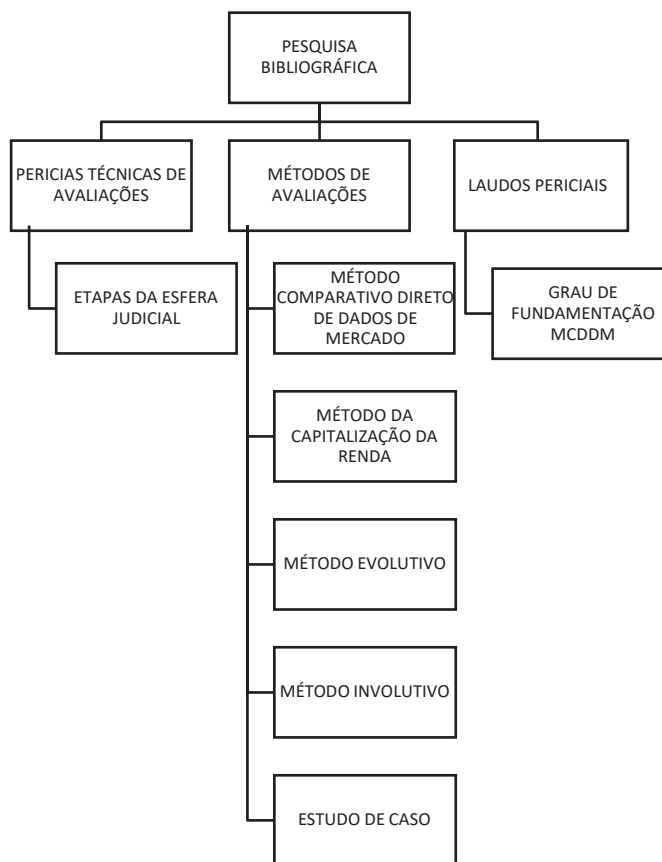 PESQUISA
BIBLIOGRÁFICA
PERICIAS TÉCNICAS DE
AVALIAÇÕES
MÉTODOS DE
AVALIAÇÕES
LAUDOS PERICIAIS
ETAPAS DA ESFERA
JUDICIAL
MÉTODO
COMPARATIVO DIRETO
DE DADOS DE
MERCADO
GRAU DE
FUNDAMENTAÇÃO
MCDDM
MÉTODO DA
CAPITALIZAÇÃO DA
RENDA
MÉTODO EVOLUTIVO
MÉTODO INVOLUTIVO
ESTUDO DE CASO